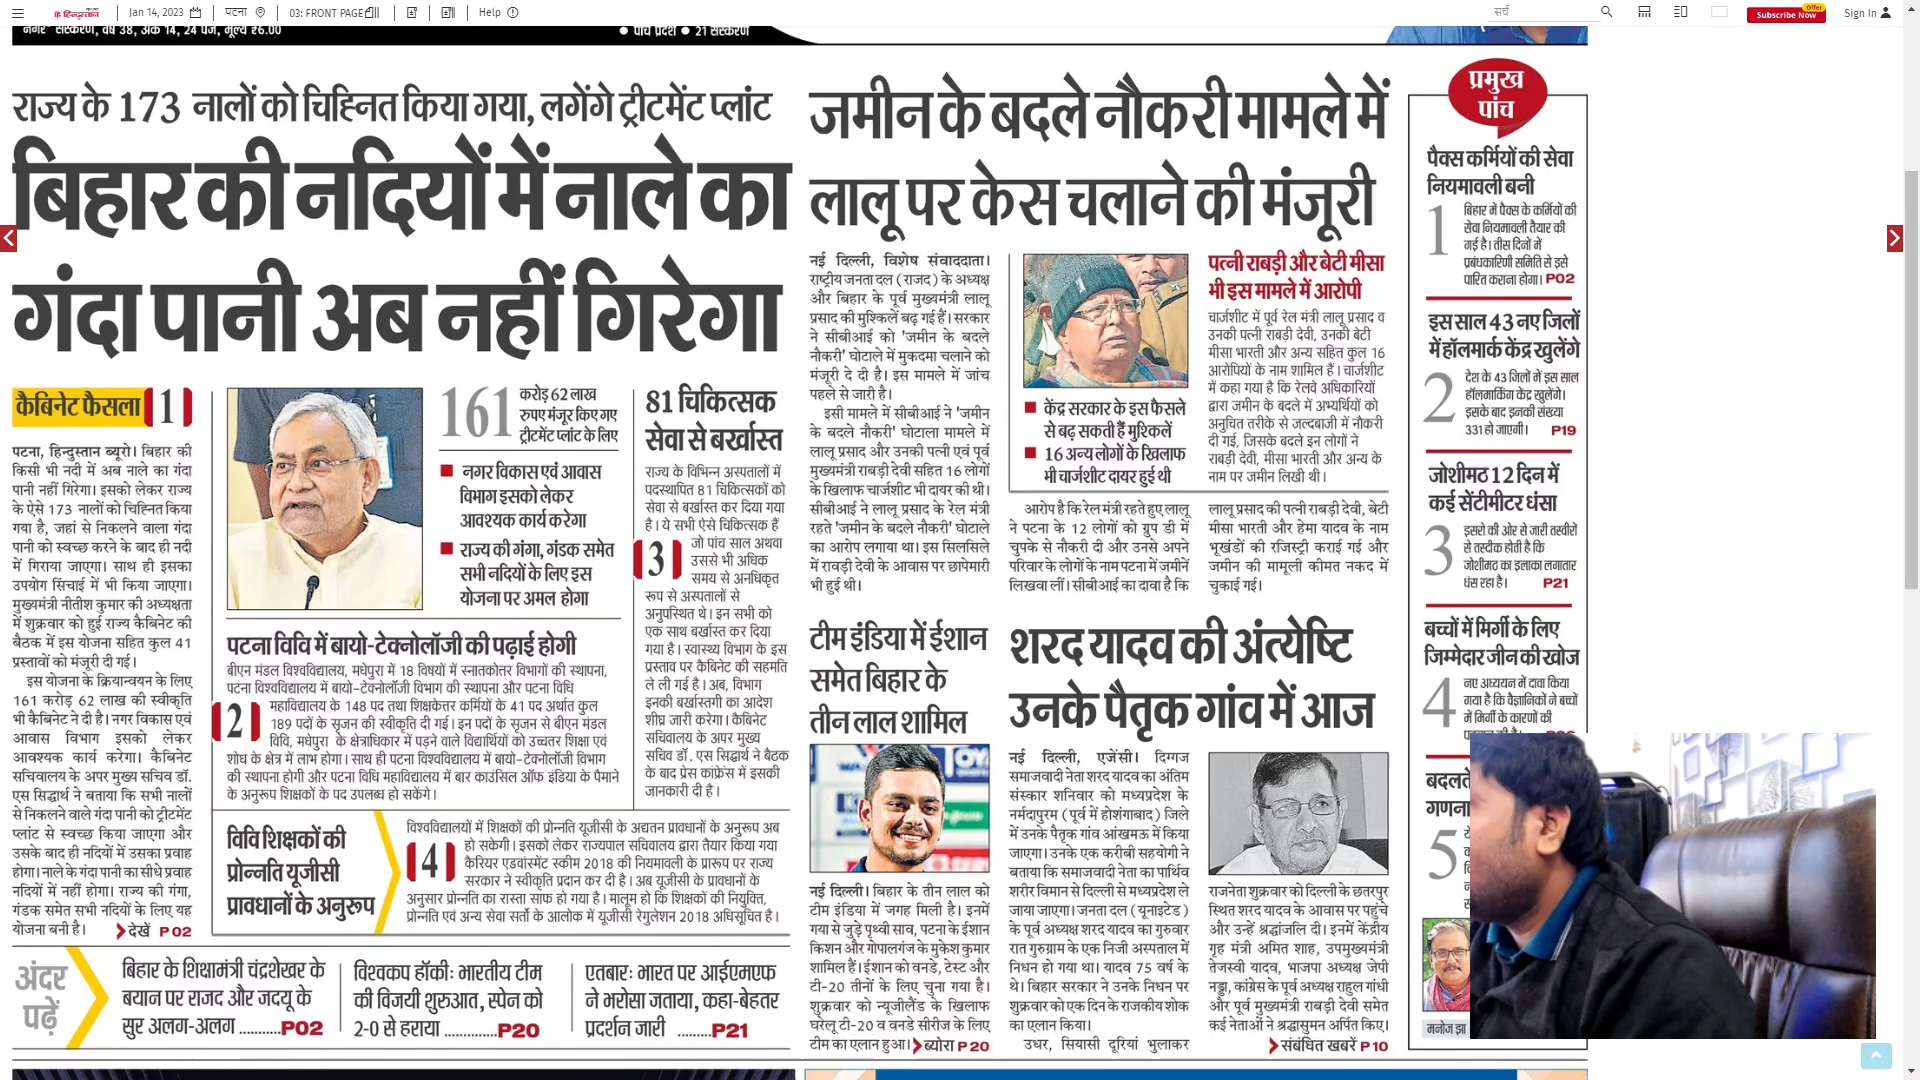 हिन्दुस्तान
Jan 14, 2023
पटना
03: FRONT PAGE
Help
सर्च
Offer
Subscribe Now
Sign In
नगर संस्करण, वर्ष 38, अंक 14, 24 पेज, मूल्य ₹6.00
● पांच प्रदेश ● 21 संस्करण
राज्य के 173 नालों को चिह्नित किया गया, लगेंगे ट्रीटमेंट प्लांट
बिहार की नदियों में नाले का
गंदा पानी अब नहीं गिरेगा
कैबिनेट फैसला 1
पटना, हिन्दुस्तान ब्यूरो। बिहार की
किसी भी नदी में अब नाले का गंदा
पानी नहीं गिरेगा। इसको लेकर राज्य
के ऐसे 173 नालों को चिह्नित किया
गया है, जहां से निकलने वाला गंदा
पानी को स्वच्छ करने के बाद ही नदी
में गिराया जाएगा। साथ ही इसका
उपयोग सिंचाई में भी किया जाएगा।
मुख्यमंत्री नीतीश कुमार की अध्यक्षता
में शुक्रवार को हुई राज्य कैबिनेट की
बैठक में इस योजना सहित कुल 41
प्रस्तावों को मंजूरी दी गई।
इस योजना के क्रियान्वयन के लिए
161 करोड़ 62 लाख की स्वीकृति
भी कैबिनेट ने दी है। नगर विकास एवं
आवास विभाग इसको लेकर
आवश्यक कार्य करेगा। कैबिनेट
सचिवालय के अपर मुख्य सचिव डॉ.
एस सिद्धार्थ ने बताया कि सभी नालों
से निकलने वाले गंदा पानी को ट्रीटमेंट
प्लांट से स्वच्छ किया जाएगा और
उसके बाद ही नदियों में उसका प्रवाह
होगा। नाले के गंदा पानी का सीधे प्रवाह
नदियों में नहीं होगा। राज्य की गंगा,
गंडक समेत सभी नदियों के लिए यह
योजना बनी है। देखें P 02
161 करोड़ 62 लाख
रुपए मंजूर किए गए
ट्रीटमेंट प्लांट के लिए
■ नगर विकास एवं आवास
विभाग इसको लेकर
आवश्यक कार्य करेगा
■ राज्य की गंगा, गंडक समेत
सभी नदियों के लिए इस
योजना पर अमल होगा
पटना विवि में बायो-टेक्नोलॉजी की पढ़ाई होगी
बीएन मंडल विश्वविद्यालय, मधेपुरा में 18 विषयों में स्नातकोत्तर विभागों की स्थापना,
पटना विश्वविद्यालय में बायो-टेक्नोलॉजी विभाग की स्थापना और पटना विधि
महाविद्यालय के 148 पद तथा शिक्षकेत्तर कर्मियों के 41 पद अर्थात कुल
2 189 पदों के सृजन की स्वीकृति दी गई। इन पदों के सृजन से बीएन मंडल
विवि, मधेपुरा के क्षेत्राधिकार में पड़ने वाले विद्यार्थियों को उच्चतर शिक्षा एवं
शोध के क्षेत्र में लाभ होगा। साथ ही पटना विश्वविद्यालय में बायो-टेक्नोलॉजी विभाग
की स्थापना होगी और पटना विधि महाविद्यालय में बार काउंसिल ऑफ इंडिया के पैमाने
के अनुरूप शिक्षकों के पद उपलब्ध हो सकेंगे।
81 चिकित्सक
सेवा से बर्खास्त
राज्य के विभिन्न अस्पतालों में
पदस्थापित 81 चिकित्सकों को
सेवा से बर्खास्त कर दिया गया
है। ये सभी ऐसे चिकित्सक हैं
जो पांच साल अथवा
3 उससे भी अधिक
समय से अनधिकृत
रूप से अस्पतालों से
अनुपस्थित थे। इन सभी को
एक साथ बर्खास्त कर दिया
गया है। स्वास्थ्य विभाग के इस
प्रस्ताव पर कैबिनेट की सहमति
ले ली गई है। अब, विभाग
इनकी बर्खास्तगी का आदेश
शीघ्र जारी करेगा। कैबिनेट
सचिवालय के अपर मुख्य
सचिव डॉ. एस सिद्धार्थ ने बैठक
के बाद प्रेस कांफ्रेंस में इसकी
जानकारी दी है।
विवि शिक्षकों की
प्रोन्नति यूजीसी
प्रावधानों के अनुरूप
विश्वविद्यालयों में शिक्षकों की प्रोन्नति यूजीसी के अद्यतन प्रावधानों के अनुरूप अब
हो सकेगी। इसको लेकर राज्यपाल सचिवालय द्वारा तैयार किया गया
4 कैरियर एडवांस्मेंट स्कीम 2018 की नियमावली के प्रारूप पर राज्य
सरकार ने स्वीकृति प्रदान कर दी है। अब यूजीसी के प्रावधानों के
अनुसार प्रोन्नति का रास्ता साफ हो गया है। मालूम हो कि शिक्षकों की नियुक्ति,
प्रोन्नति एवं अन्य सेवा सर्तो के आलोक में यूजीसी रेगुलेशन 2018 अधिसूचित है।
अंदर
पढ़ें
बिहार के शिक्षामंत्री चंद्रशेखर के
बयान पर राजद और जदयू के
सुर अलग-अलग ...........P02
विश्वकप हॉकी: भारतीय टीम
की विजयी शुरुआत, स्पेन को
2-0 से हराया ..............P20
एतबार: भारत पर आईएमएफ
ने भरोसा जताया, कहा-बेहतर
प्रदर्शन जारी .........P21
जमीन के बदले नौकरी मामले में
लालू पर केस चलाने की मंजूरी
नई दिल्ली, विशेष संवाददाता।
राष्ट्रीय जनता दल (राजद) के अध्यक्ष
और बिहार के पूर्व मुख्यमंत्री लालू
प्रसाद की मुश्किलें बढ़ गई हैं। सरकार
ने सीबीआई को 'जमीन के बदले
नौकरी' घोटाले में मुकदमा चलाने को
मंजूरी दे दी है। इस मामले में जांच
पहले से जारी है।
इसी मामले में सीबीआई ने 'जमीन
के बदले नौकरी' घोटाला मामले में
लालू प्रसाद और उनकी पत्नी एवं पूर्व
मुख्यमंत्री राबड़ी देवी सहित 16 लोगों
के खिलाफ चार्जशीट भी दायर की थी।
सीबीआई ने लालू प्रसाद के रेल मंत्री
रहते 'जमीन के बदले नौकरी' घोटाले
का आरोप लगाया था। इस सिलसिले
में रावड़ी देवी के आवास पर छापेमारी
भी हुई थी।
■ केंद्र सरकार के इस फैसले
से बढ़ सकती हैं मुश्किलें
■ 16 अन्य लोगों के खिलाफ
भी चार्जशीट दायर हुई थी
आरोप है कि रेल मंत्री रहते हुए लालू
ने पटना के 12 लोगों को ग्रुप डी में
चुपके से नौकरी दी और उनसे अपने
परिवार के लोगों के नाम पटना में जमीनें
लिखवा लीं। सीबीआई का दावा है कि
पत्नी राबड़ी और बेटी मीसा
भी इस मामले में आरोपी
चार्जशीट में पूर्व रेल मंत्री लालू प्रसाद व
उनकी पत्नी राबड़ी देवी, उनकी बेटी
मीसा भारती और अन्य सहित कुल 16
आरोपियों के नाम शामिल हैं। चार्जशीट
में कहा गया है कि रेलवे अधिकारियों
द्वारा जमीन के बदले में अभ्यर्थियों को
अनुचित तरीके से जल्दबाजी में नौकरी
दी गई, जिसके बदले इन लोगों ने
राबड़ी देवी, मीसा भारती और अन्य के
नाम पर जमीन लिखी थी।
लालू प्रसाद की पत्नी राबड़ी देवी, बेटी
मीसा भारती और हेमा यादव के नाम
भूखंडों की रजिस्ट्री कराई गई और
जमीन की मामूली कीमत नकद में
चुकाई गई।
टीम इंडिया में ईशान
समेत बिहार के
तीन लाल शामिल
नई दिल्ली। बिहार के तीन लाल को
टीम इंडिया में जगह मिली है। इनमें
गया से जुड़े पृथ्वी साव, पटना के ईशान
किशन और गोपालगंज के मुकेश कुमार
शामिल हैं। ईशान को वनडे, टेस्ट और
टी-20 तीनों के लिए चुना गया है।
शुक्रवार को न्यूजीलैंड के खिलाफ
घरेलू टी-20 व वनडे सीरीज के लिए
टीम का एलान हुआ। ब्योरा P 20
शरद यादव की अंत्येष्टि
उनके पैतृक गांव में आज
नई दिल्ली, एजेंसी। दिग्गज
समाजवादी नेता शरद यादव का अंतिम
संस्कार शनिवार को मध्यप्रदेश के
नर्मदापुरम (पूर्व में होशंगाबाद) जिले
में उनके पैतृक गांव आंखमऊ में किया
जाएगा। उनके एक करीबी सहयोगी ने
बताया कि समाजवादी नेता का पार्थिव
शरीर विमान से दिल्ली से मध्यप्रदेश ले
जाया जाएगा। जनता दल (यूनाइटेड)
के पूर्व अध्यक्ष शरद यादव का गुरुवार
रात गुरुग्राम के एक निजी अस्पताल में
निधन हो गया था। यादव 75 वर्ष के
थे। बिहार सरकार ने उनके निधन पर
शुक्रवार को एक दिन के राजकीय शोक
का एलान किया।
उधर, सियासी दूरियां भुलाकर
राजनेता शुक्रवार को दिल्ली के छतरपुर
स्थित शरद यादव के आवास पर पहुंचे
और उन्हें श्रद्धांजलि दी। इनमें केंद्रीय
गृह मंत्री अमित शाह, उपमुख्यमंत्री
तेजस्वी यादव, भाजपा अध्यक्ष जेपी
नड्डा, कांग्रेस के पूर्व अध्यक्ष राहुल गांधी
और पूर्व मुख्यमंत्री राबड़ी देवी समेत
कई नेताओं ने श्रद्धासुमन अर्पित किए।
संबंधित खबरें P 10
प्रमुख
पांच
पैक्स कर्मियों की सेवा
नियमावली बनी
1 बिहार में पैक्स के कर्मियों की
सेवा नियमावली तैयार की
गई है। तीस दिनों में
प्रबंधकारिणी समिति से इसे
पारित कराना होगा। P02
इस साल 43 नए जिलों
में हॉलमार्क केंद्र खुलेंगे
2 देश के 43 जिलों में इस साल
हॉलमार्किंग केंद्र खुलेंगे।
इसके बाद इनकी संख्या
331 हो जाएगी। P19
जोशीमठ 12 दिन में
कई सेंटीमीटर धंसा
3 इसरो की ओर से जारी तस्वीरों
से तस्दीक होती है कि
जोशीमठ का इलाका लगातार
धंस रहा है। P21
बच्चों में मिर्गी के लिए
जिम्मेदार जीन की खोज
4 नए अध्ययन में दावा किया
गया है कि वैज्ञानिकों ने बच्चों
में मिर्गी के कारणों की
बदलते
गणना
5
मनोज झा